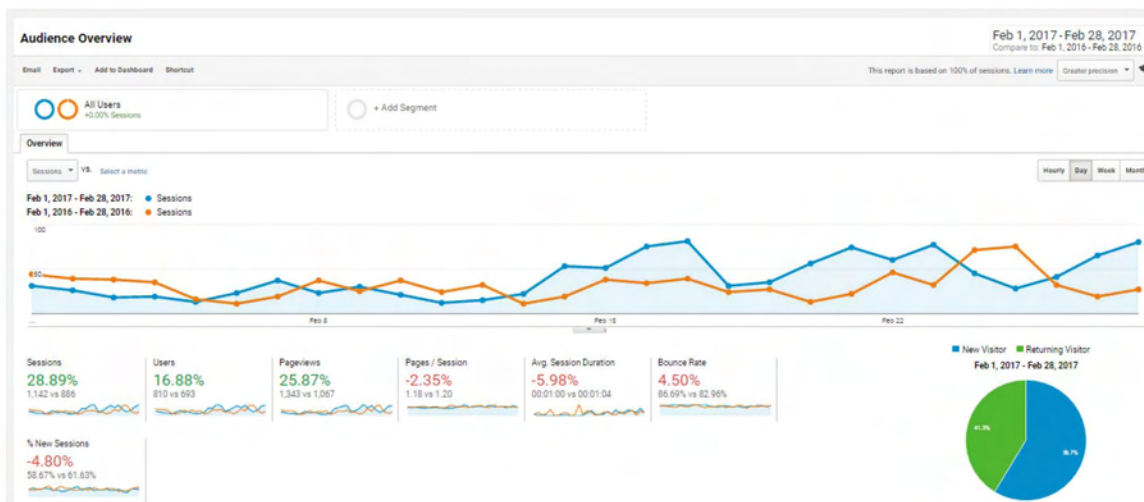 Audience Overview
Feb 1, 2017 - Feb 28, 2017
Compare to: Feb 1, 2016 - Feb 28, 2016
Email Export Add to Dashboard Shortcut
This report is based on 100% of sessions. Learn more Greater precision
All Users
+0.00% Sessions
+ Add Segment
Overview
Sessions VS. Select a metric
Hourly Day Week Month
Feb 1, 2017 - Feb 28, 2017: Sessions
Feb 1, 2016 - Feb 28, 2016: Sessions
100
50
... Feb 8 Feb 15 Feb 22
Sessions
28.89%
1,142 vs 886
Users
16.88%
810 vs 693
Pageviews
25.87%
1,343 vs 1,067
Pages / Session
-2.35%
1.18 vs 1.20
Avg. Session Duration
-5.98%
00:01:00 vs 00:01:04
Bounce Rate
4.50%
86.69% vs 82.96%
% New Sessions
-4.80%
58.67% vs 61.63%
New Visitor Returning Visitor
Feb 1, 2017 - Feb 28, 2017
41.3%
58.7%